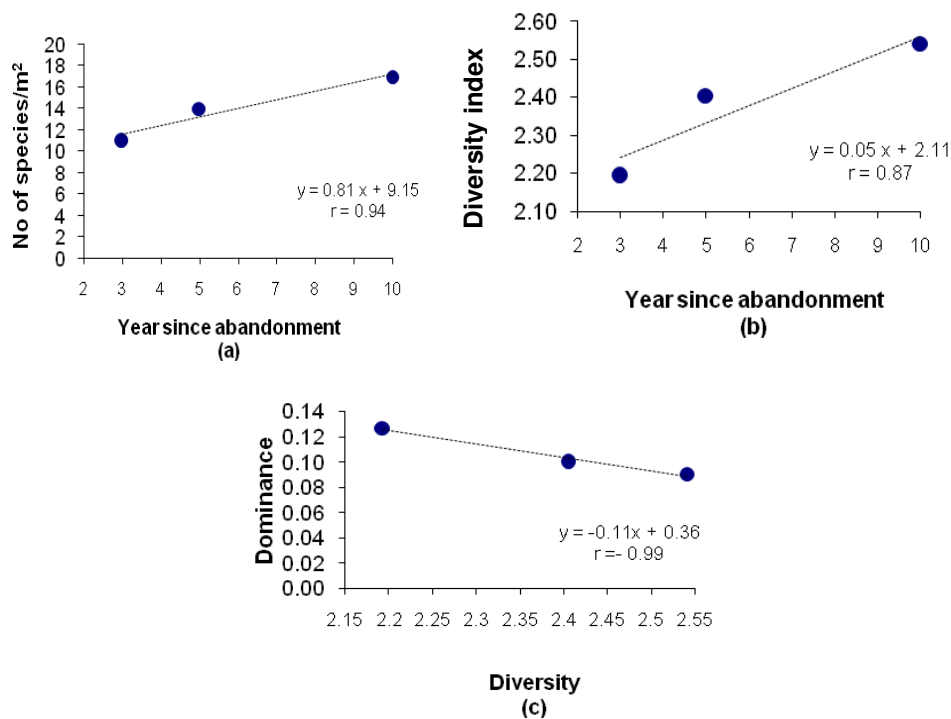 No of species/m²
20
18
16
14
12
10
8
6
4
2
0
2 3 4 5 6 7 8 9 10
y = 0.81 x + 9.15
r = 0.94
Year since abandonment
(a)
Diversity index
2.60
2.50
2.40
2.30
2.20
2.10
2 3 4 5 6 7 8 9 10
y = 0.05 x + 2.11
r = 0.87
Year since abandonment
(b)
Dominance
0.14
0.12
0.10
0.08
0.06
0.04
0.02
0.00
2.15 2.2 2.25 2.3 2.35 2.4 2.45 2.5 2.55
y = -0.11x + 0.36
r =- 0.99
Diversity
(c)